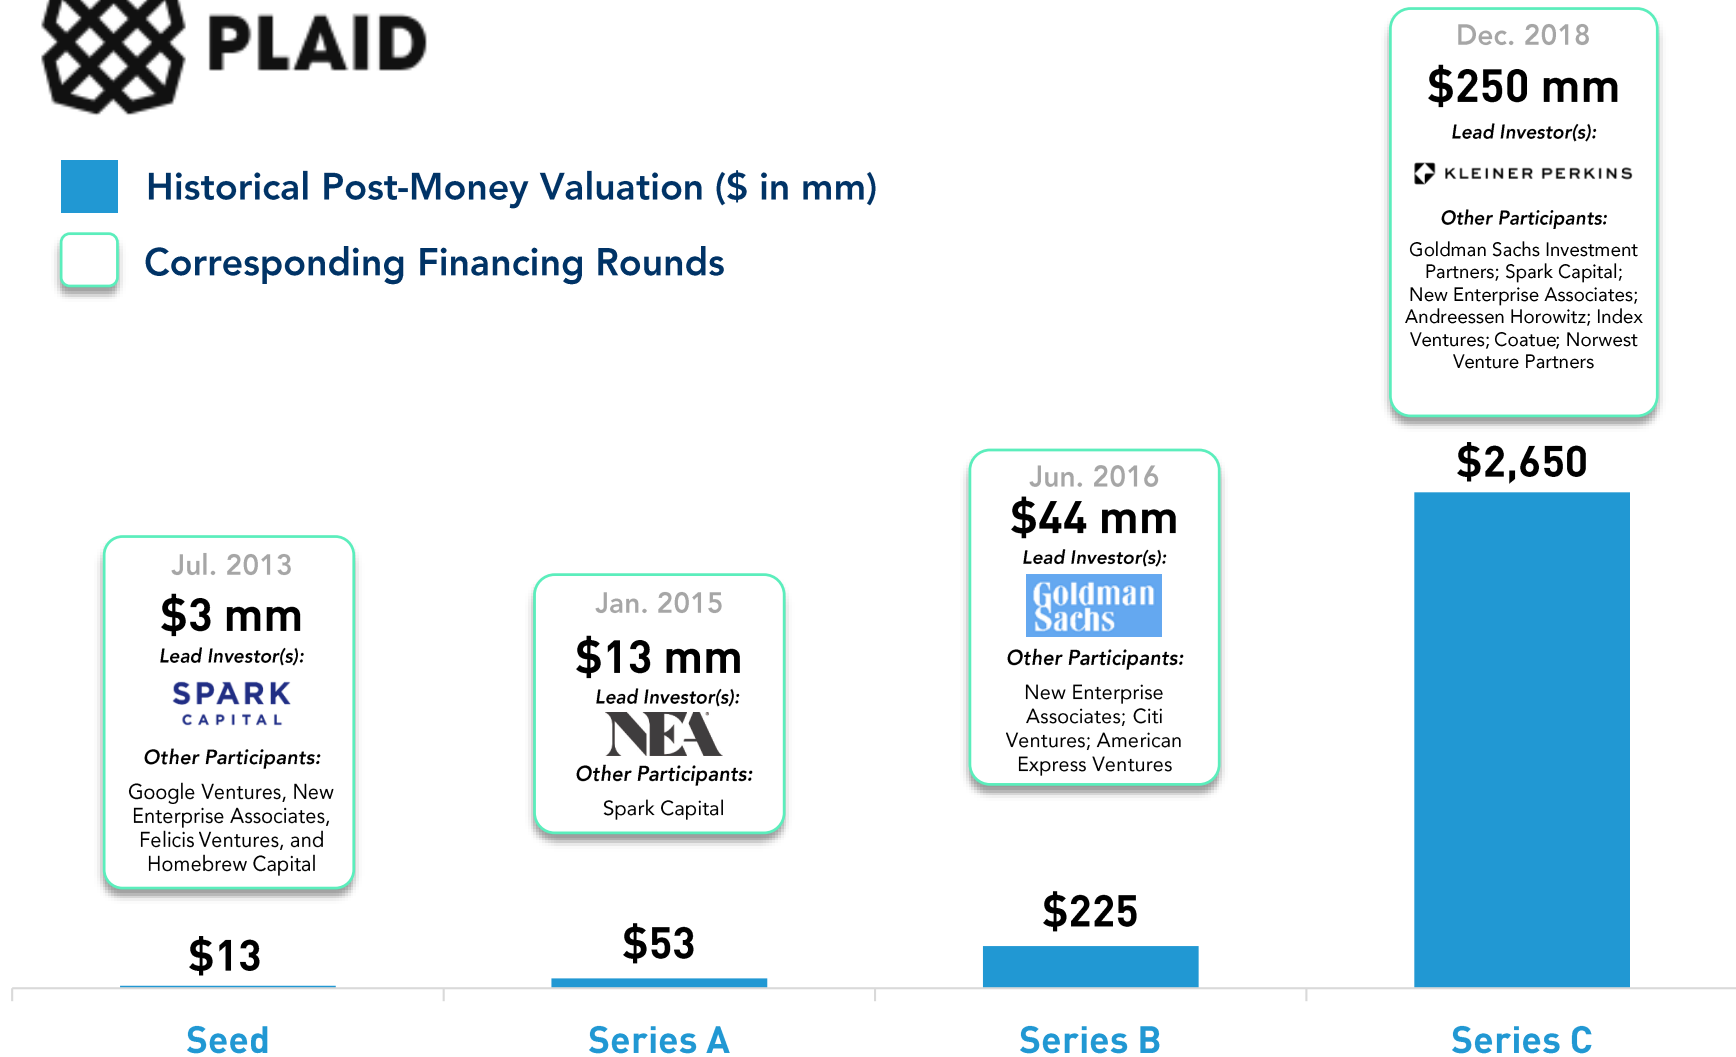 PLAID
Historical Post-Money Valuation ($ in mm)
Corresponding Financing Rounds
Jul. 2013
$3 mm
Lead Investor(s):
SPARK
CAPITAL
Other Participants:
Google Ventures, New
Enterprise Associates,
Felicis Ventures, and
Homebrew Capital
$13
Seed
Jan. 2015
$13 mm
Lead Investor(s):
NEA
Other Participants:
Spark Capital
$53
Series A
Jun. 2016
$44 mm
Lead Investor(s):
Goldman
Sachs
Other Participants:
New Enterprise
Associates; Citi
Ventures; American
Express Ventures
$225
Series B
Dec. 2018
$250 mm
Lead Investor(s):
KLEINER PERKINS
Other Participants:
Goldman Sachs Investment
Partners; Spark Capital;
New Enterprise Associates;
Andreessen Horowitz; Index
Ventures; Coatue; Norwest
Venture Partners
$2,650
Series C